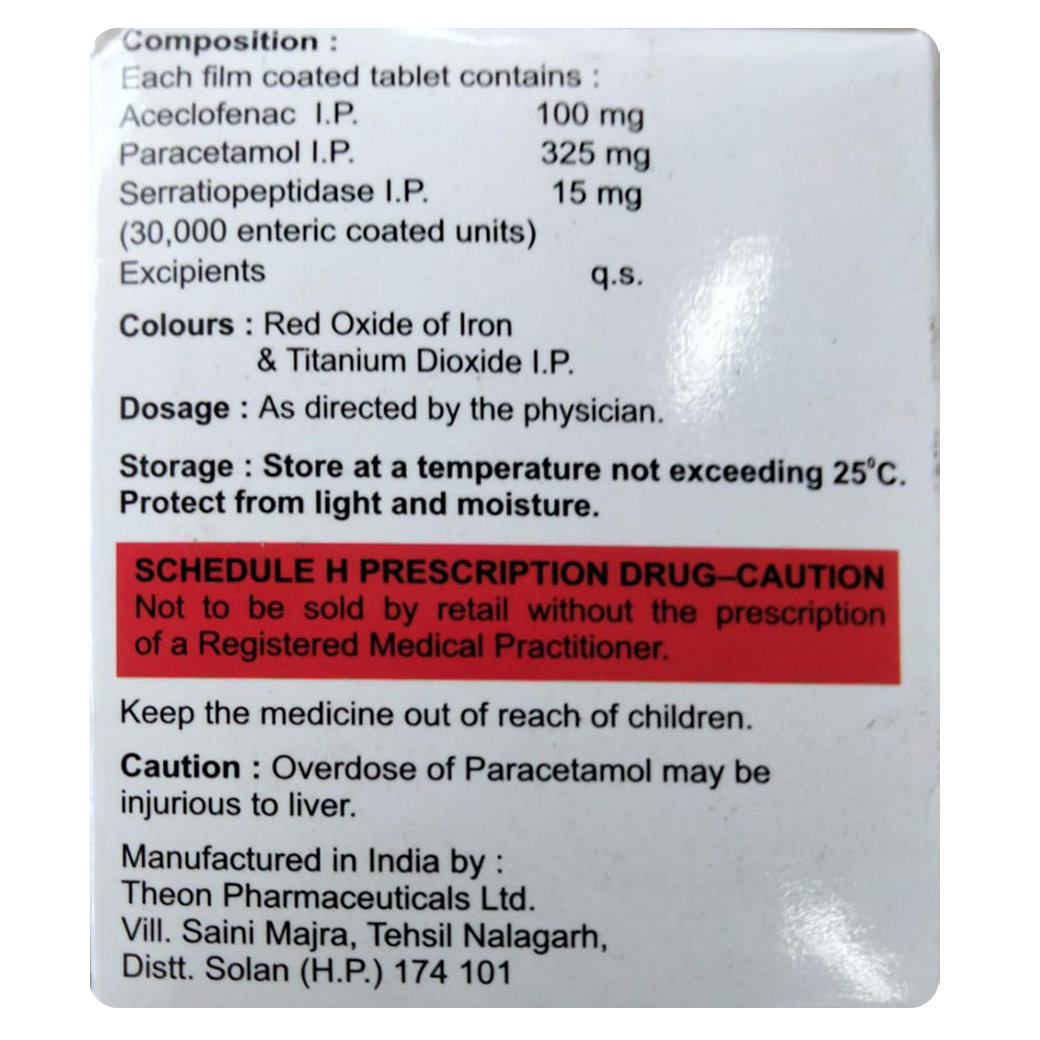 Composition :
Each film coated tablet contains :
Aceclofenac I.P. 100 mg
Paracetamol I.P. 325 mg
Serratiopeptidase I.P. 15 mg
(30,000 enteric coated units)
Excipients q.s.
Colours : Red Oxide of Iron
& Titanium Dioxide I.P.
Dosage : As directed by the physician.
Storage : Store at a temperature not exceeding 25°C.
Protect from light and moisture.
SCHEDULE H PRESCRIPTION DRUG–CAUTION
Not to be sold by retail without the prescription
of a Registered Medical Practitioner.
Keep the medicine out of reach of children.
Caution : Overdose of Paracetamol may be
injurious to liver.
Manufactured in India by :
Theon Pharmaceuticals Ltd.
Vill. Saini Majra, Tehsil Nalagarh,
Distt. Solan (H.P.) 174 101